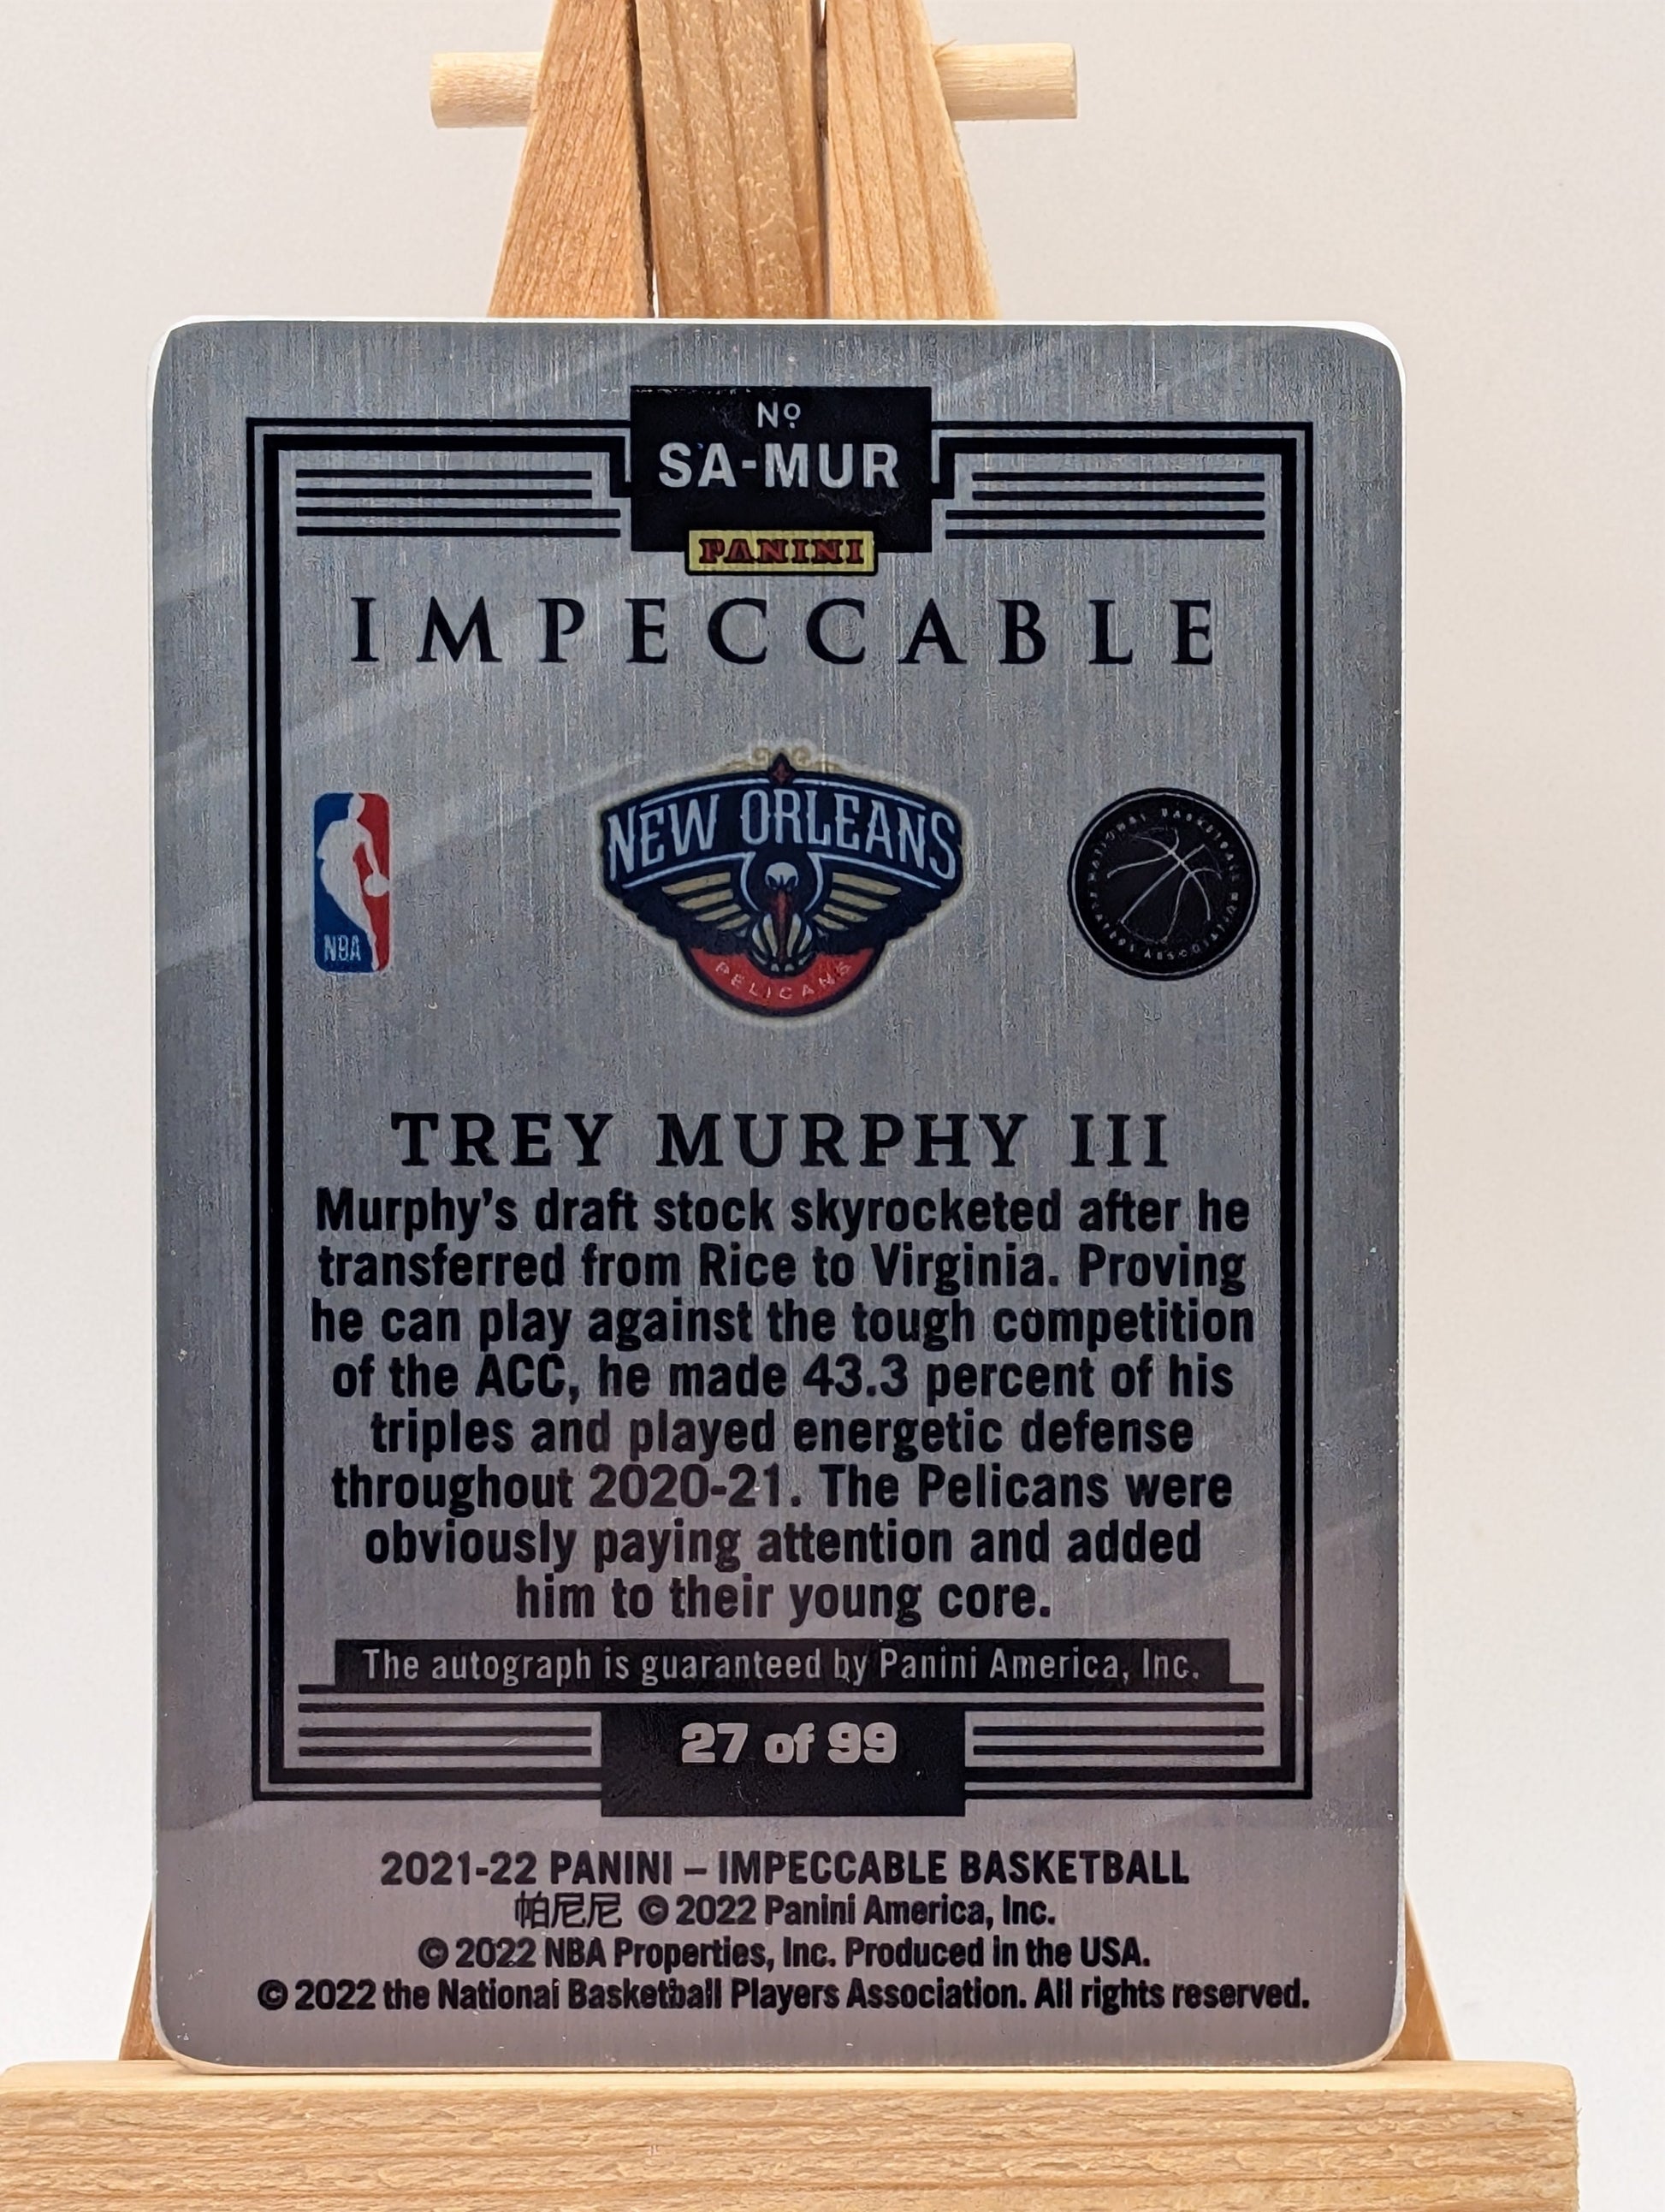 Nº
SA-MUR
PANINI
IMPECCABLE
NBA
NEW ORLEANS
PELICANS
NATIONAL BASKETBALL PLAYERS ASSOCIATION
TREY MURPHY III
Murphy's draft stock skyrocketed after he
transferred from Rice to Virginia. Proving
he can play against the tough competition
of the ACC, he made 43.3 percent of his
triples and played energetic defense
throughout 2020-21. The Pelicans were
obviously paying attention and added
him to their young core.
The autograph is guaranteed by Panini America, Inc.
27 of 99
2021-22 PANINI – IMPECCABLE BASKETBALL
帕尼尼 © 2022 Panini America, Inc.
© 2022 NBA Properties, Inc. Produced in the USA.
© 2022 the National Basketball Players Association. All rights reserved.